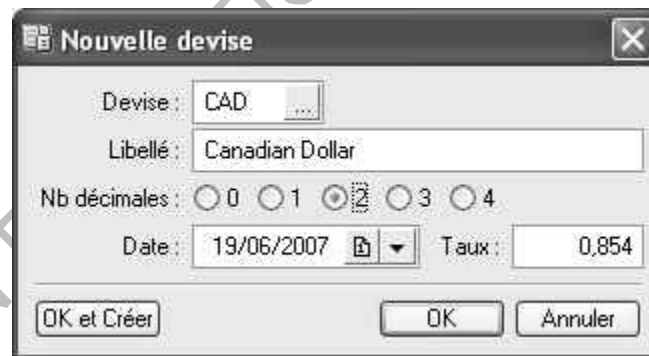 Nouvelle devise
Devise : CAD ...
Libellé : Canadian Dollar
Nb décimales : 0 1 2 3 4
Date : 19/06/2007 Taux : 0,854
OK et Créer OK Annuler